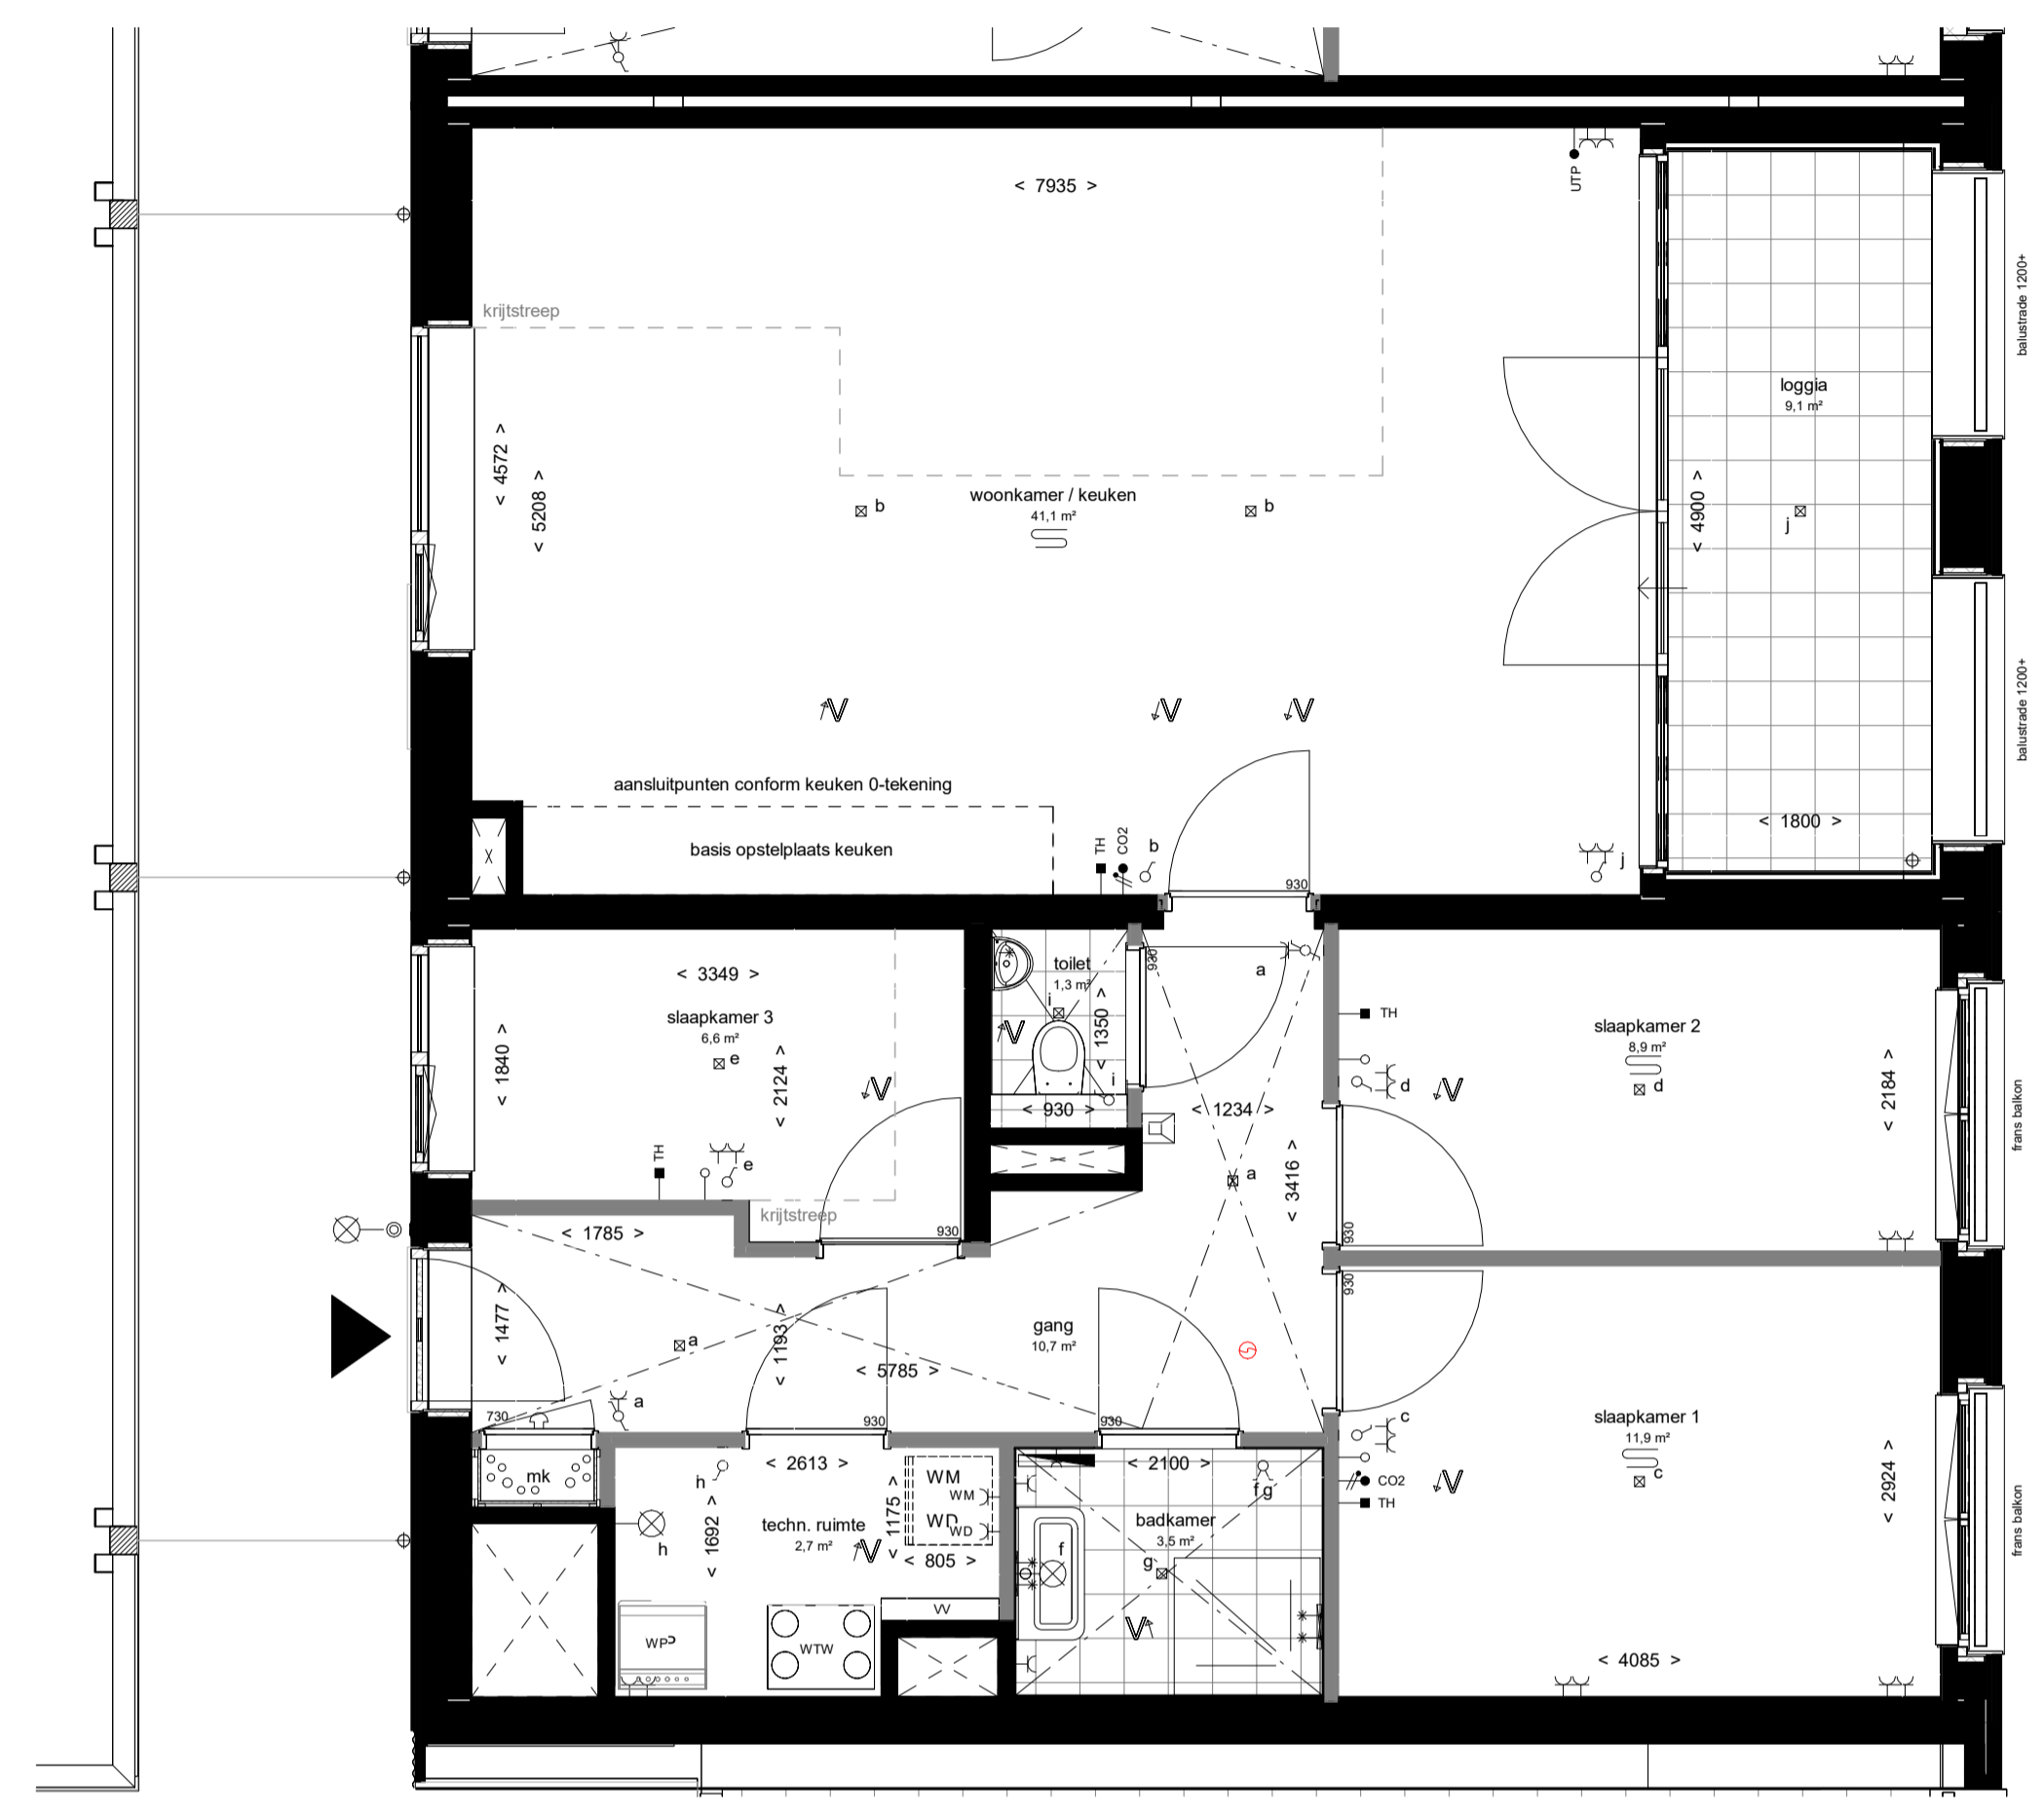 < 7935 >
UTP
balustrade 1200+
krijtstreep
loggia
9,1 m²
< 4572 >
< 5208 >
woonkamer / keuken
41,1 m²
b
b
< 4900 >
j
V
V
V
balustrade 1200+
aansluitpunten conform keuken 0-tekening
< 1800 >
basis opstelplaats keuken
TH
CO2
b
j
930
< 3349 >
toilet
1,3 m²
930
a
slaapkamer 3
6,6 m²
e
i
V
< 1350 >
TH
slaapkamer 2
8,9 m²
d
d
V
< 2184 >
< 1840 >
< 2124 >
V
i
< 930 >
< 1234 >
frans balkon
TH
e
< 3416 >
a
krijtstreep
< 1785 >
930
930
930
< 1477 >
a
< 1193 >
gang
10,7 m²
< 5785 >
a
730
930
930
c
slaapkamer 1
11,9 m²
c
CO2
TH
V
< 2924 >
frans balkon
mk
h
< 2613 >
WM
WM
WD
WD
< 2100 >
f g
< 1692 >
techn. ruimte
2,7 m²
V
< 1175 >
< 805 >
h
badkamer
3,5 m²
f
g
V
VV
WP
WTW
< 4085 >